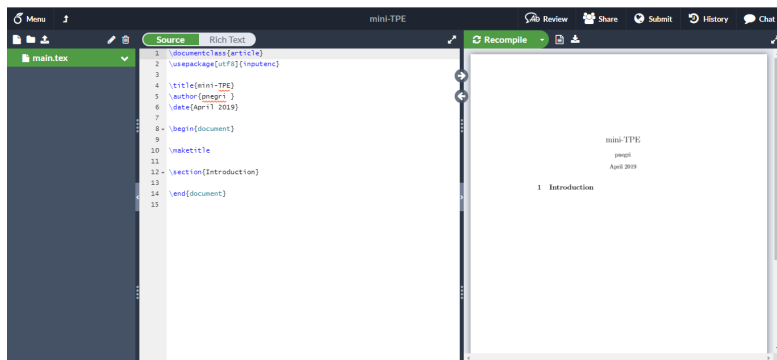 Menu mini-TPE Review Share Submit History Chat
Source Rich Text Recompile
main.tex
1 \documentclass{article}
2 \usepackage[utf8]{inputenc}
3
4 \title{mini-TPE}
5 \author{pnegri }
6 \date{April 2019}
7
8 \begin{document}
9
10 \maketitle
11
12 \section{Introduction}
13
14 \end{document}
15
mini-TPE
pnegri
April 2019
1 Introduction